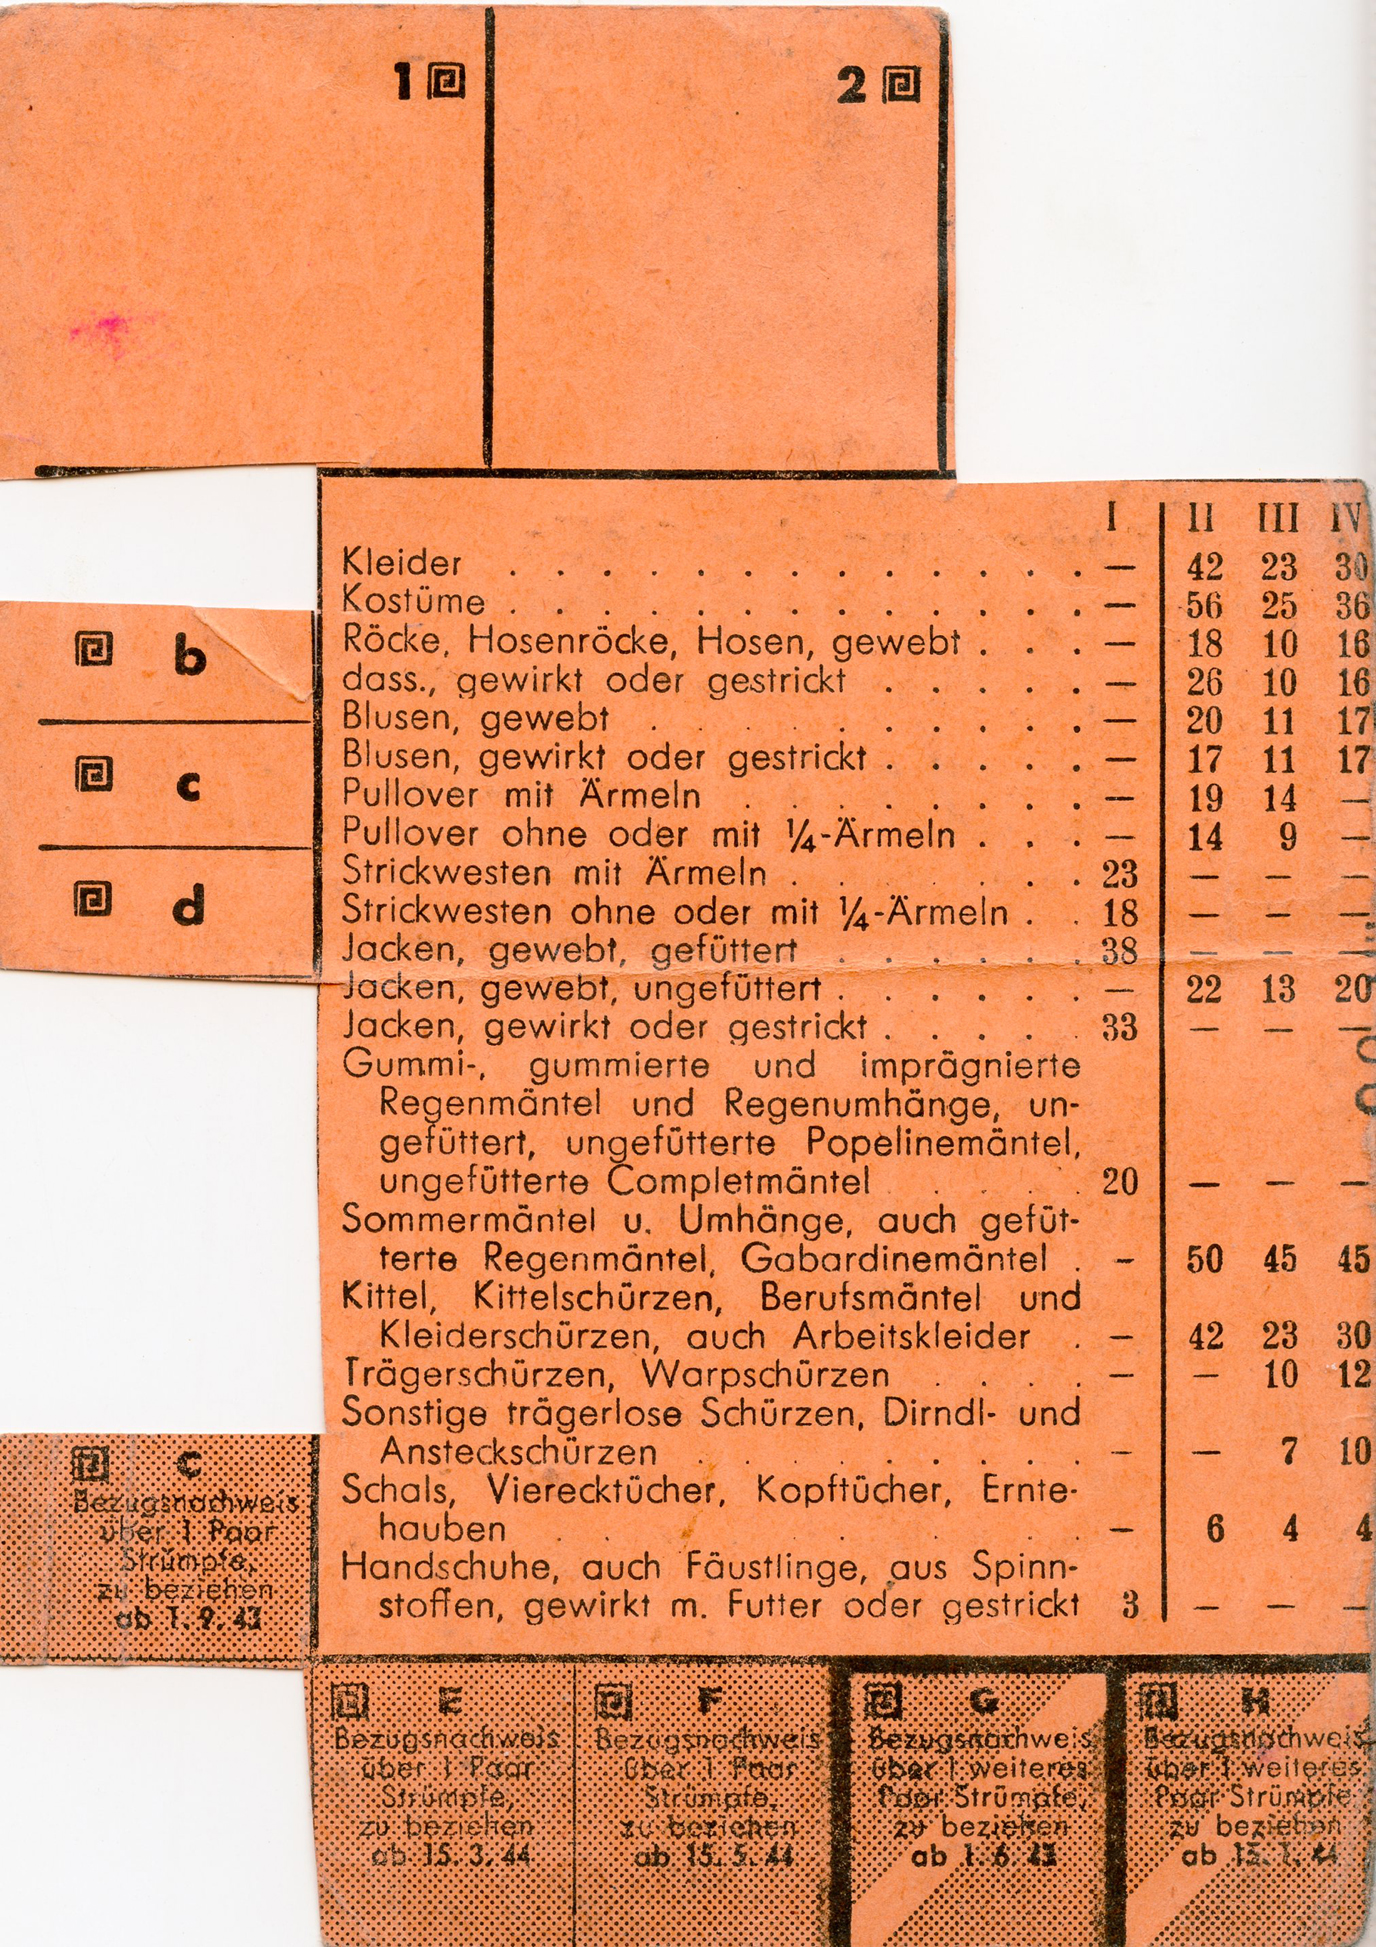 1
2
I II III IV
Kleider . . . . . . . . . . . . . — 42 23 30
Kostüme . . . . . . . . . . . . . — 56 25 36
Röcke, Hosenröcke, Hosen, gewebt . . . — 18 10 16
dass., gewirkt oder gestrickt . . . . . — 26 10 16
Blusen, gewebt . . . . . . . . . — 20 11 17
Blusen, gewirkt oder gestrickt . . . . . — 17 11 17
Pullover mit Ärmeln . . . . . . . . — 19 14 —
Pullover ohne oder mit ¼-Ärmeln . . . — 14 9 —
Strickwesten mit Ärmeln . . . . . . . 23 — — —
Strickwesten ohne oder mit ¼-Ärmeln . . 18 — — —
Jacken, gewebt, gefüttert . . . . . . 38 — — —
Jacken, gewebt, ungefüttert . . . . . . — 22 13 20
Jacken, gewirkt oder gestrickt . . . . . 33 — — —
Gummi-, gummierte und imprägnierte
Regenmäntel und Regenumhänge, un-
gefüttert, ungefütterte Popelinemäntel,
ungefütterte Completmäntel . . . . . 20 — — —
Sommermäntel u. Umhänge, auch gefüt-
terte Regenmäntel, Gabardinemäntel . — 50 45 45
Kittel, Kittelschürzen, Berufsmäntel und
Kleiderschürzen, auch Arbeitskleider . — 42 23 30
Trägerschürzen, Warpschürzen . . . . — — 10 12
Sonstige trägerlose Schürzen, Dirndl- und
Ansteckschürzen . . . . . . . . . — — 7 10
Schals, Vierecktücher, Kopftücher, Ernte-
hauben . . . . . . . . . . . — 6 4 4
Handschuhe, auch Fäustlinge, aus Spinn-
stoffen, gewirkt m. Futter oder gestrickt 3 — — —
b
c
d
C
Bezugsnachweis
über 1 Paar
Strümpfe,
zu beziehen
ab 1. 9. 43
E
Bezugsnachweis
über 1 Paar
Strümpfe,
zu beziehen
ab 15. 3. 44
F
Bezugsnachweis
über 1 Paar
Strümpfe,
zu beziehen
ab 15. 5. 44
G
Bezugsnachweis
über 1 weiteres
Paar Strümpfe,
zu beziehen
ab 1. 6. 43
H
Bezugsnachweis
über 1 weiteres
Paar Strümpfe
zu beziehen
ab 15. 1. 44